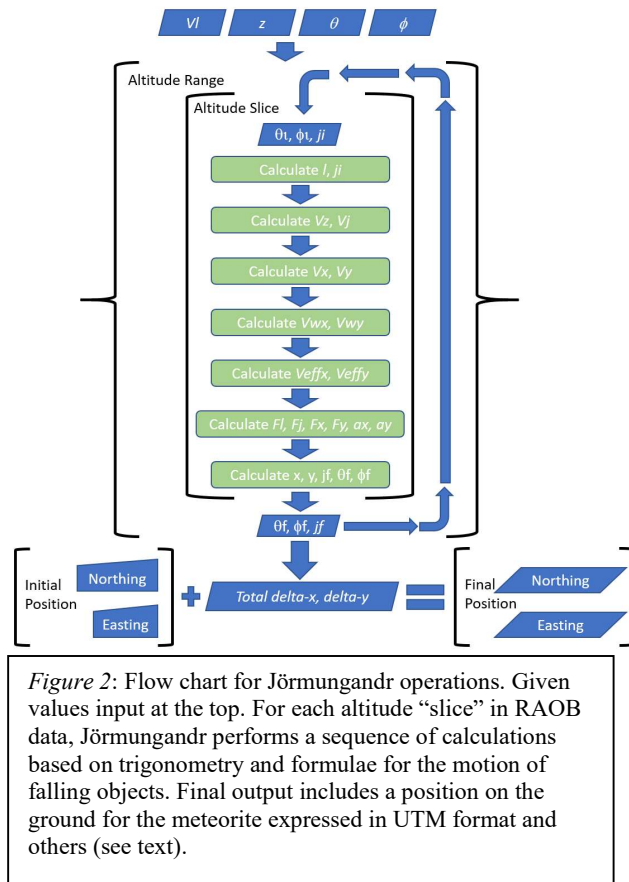 Vl z θ ϕ
Altitude Range
Altitude Slice
θι, ϕι, ji
Calculate l, ji
Calculate Vz, Vj
Calculate Vx, Vy
Calculate Vwx, Vwy
Calculate Veffx, Veffy
Calculate Fl, Fj, Fx, Fy, ax, ay
Calculate x, y, jf, θf, ϕf
θf, ϕf, jf
Initial
Position
Northing
Easting
Total delta-x, delta-y
Final
Position
Northing
Easting
Figure 2: Flow chart for Jörmungandr operations. Given
values input at the top. For each altitude “slice” in RAOB
data, Jörmungandr performs a sequence of calculations
based on trigonometry and formulae for the motion of
falling objects. Final output includes a position on the
ground for the meteorite expressed in UTM format and
others (see text).